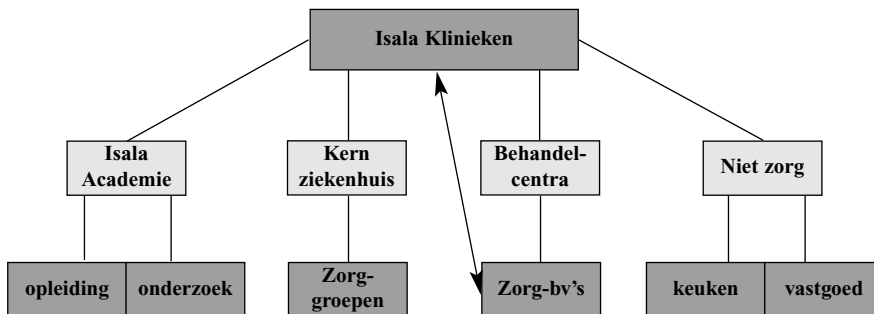 Isala Klinieken
Isala
Academie
Kern
ziekenhuis
Behandel-
centra
Niet zorg
opleiding
onderzoek
Zorg-
groepen
Zorg-bv's
keuken
vastgoed